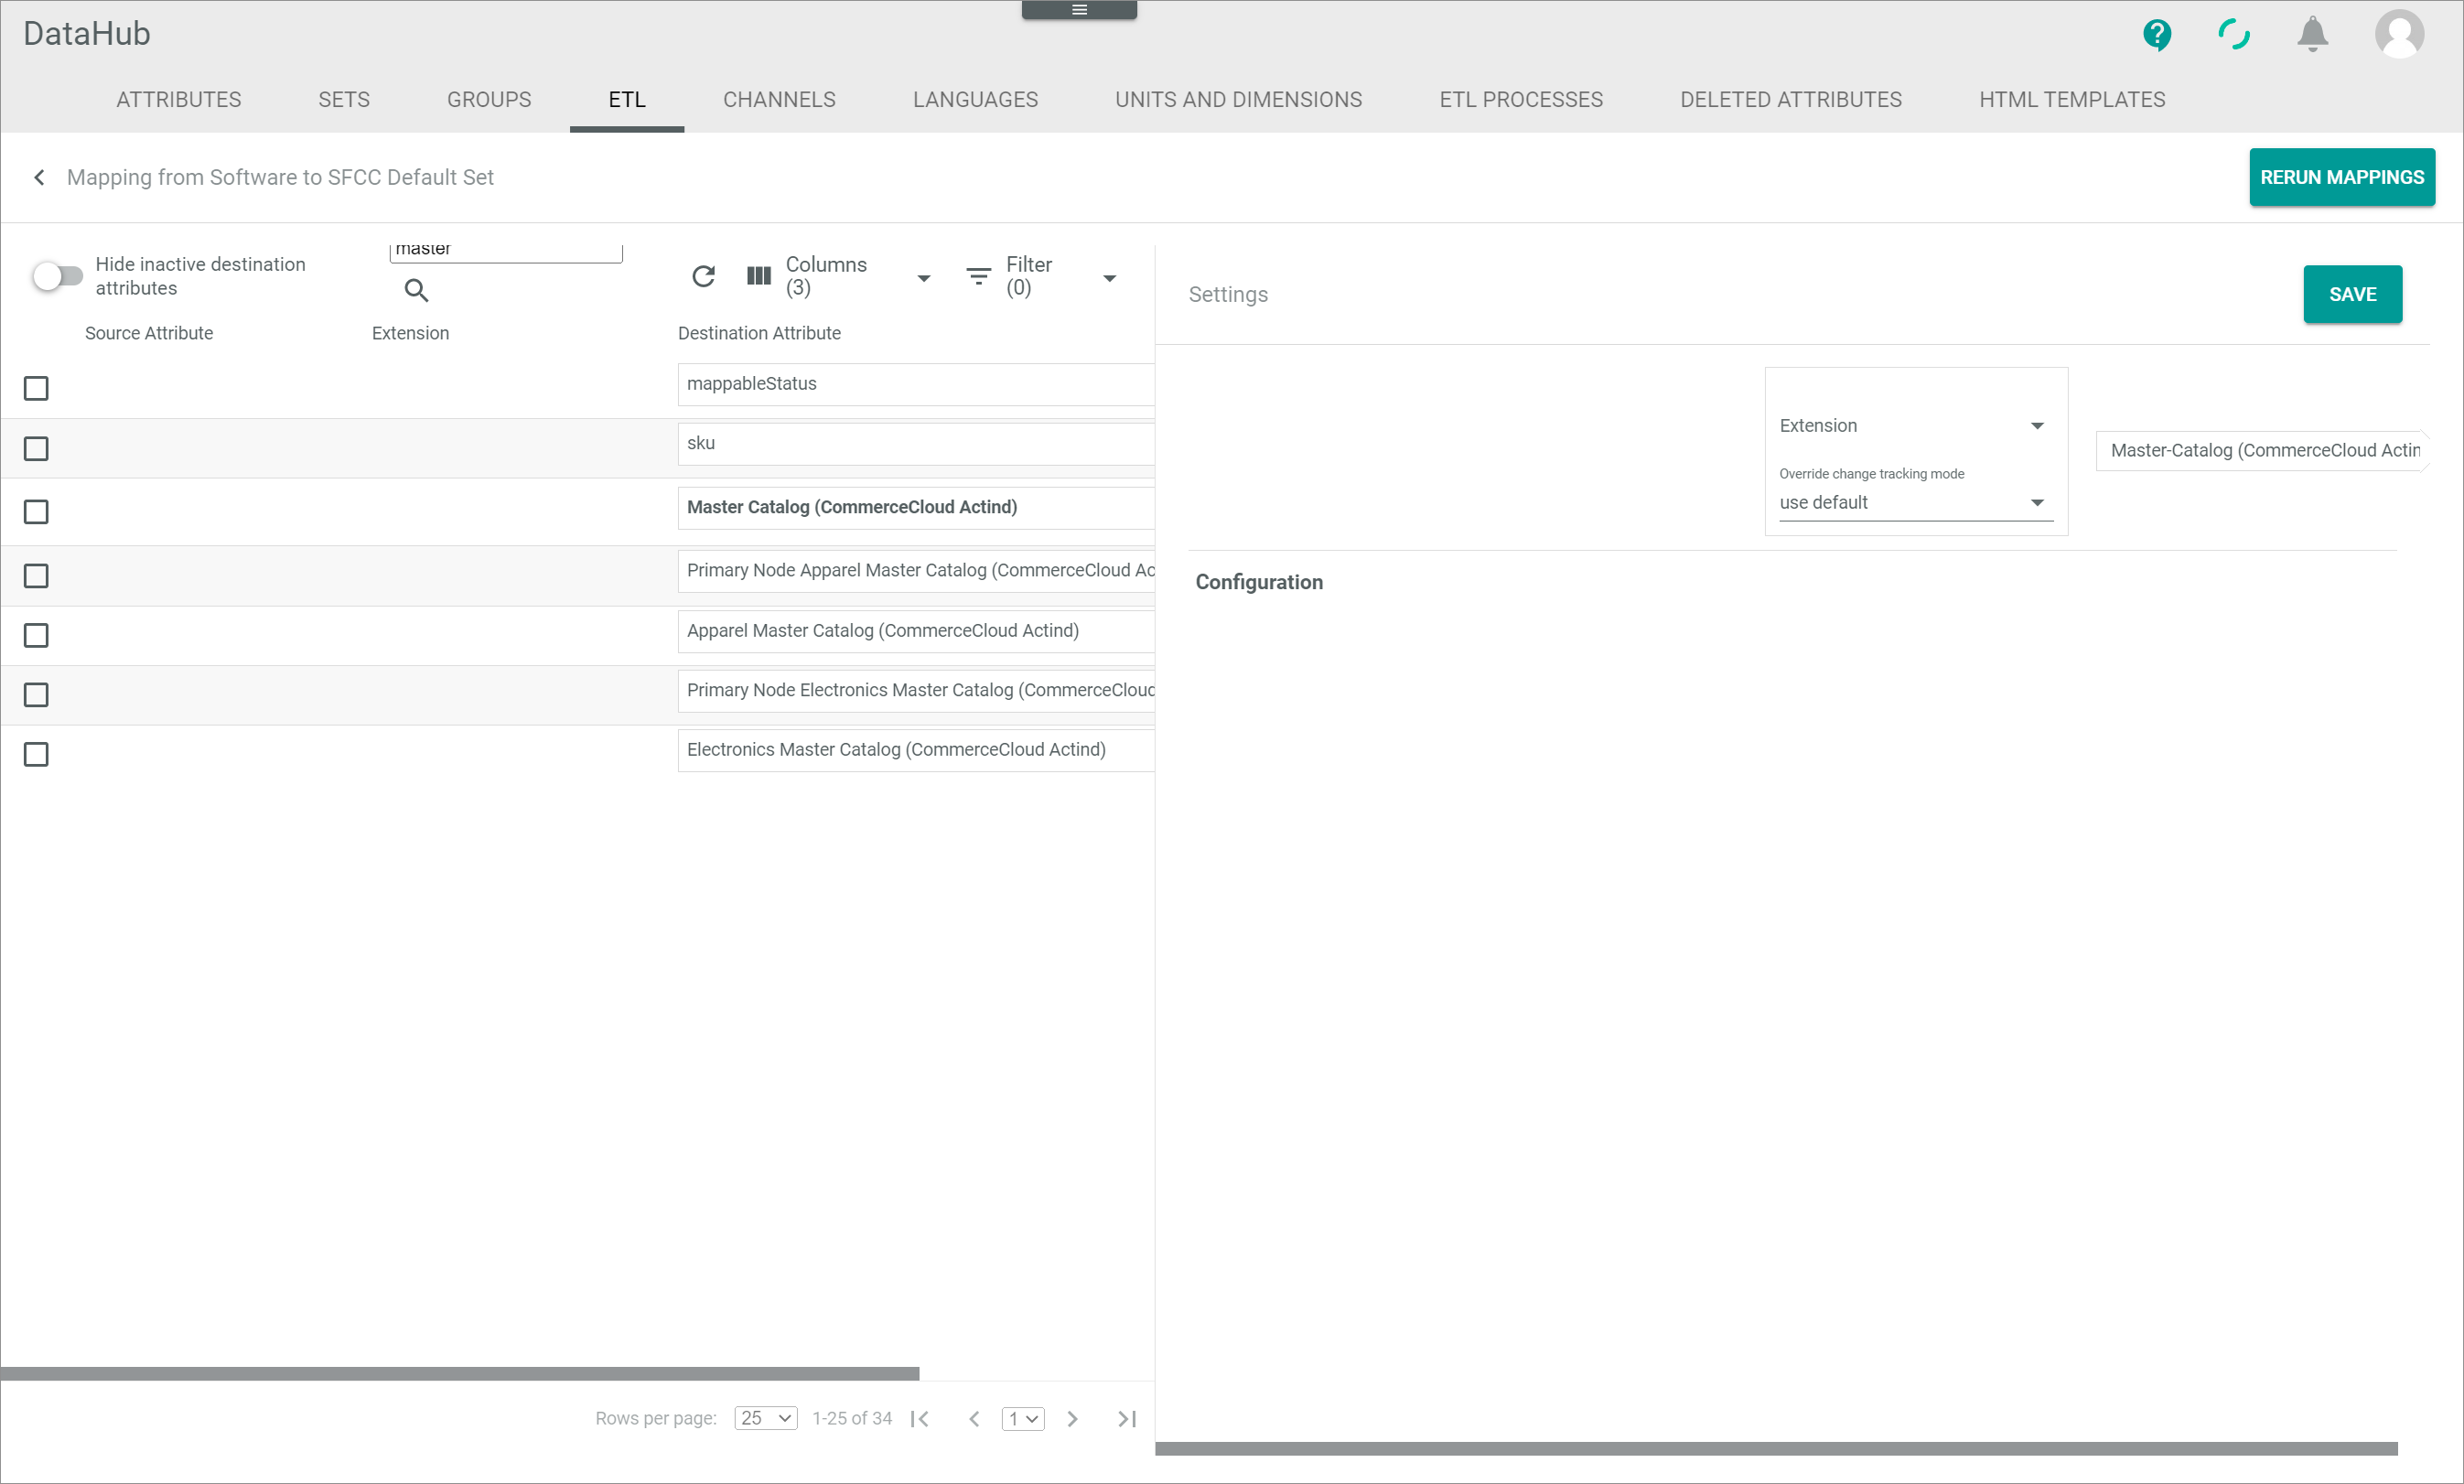 DataHub
ATTRIBUTES SETS GROUPS ETL CHANNELS LANGUAGES UNITS AND DIMENSIONS ETL PROCESSES DELETED ATTRIBUTES HTML TEMPLATES
Mapping from Software to SFCC Default Set
RERUN MAPPINGS
Hide inactive destination
attributes
master
Columns
(3)
Filter
(0)
Source Attribute Extension Destination Attribute
mappableStatus
sku
Master Catalog (CommerceCloud Actind)
Primary Node Apparel Master Catalog (CommerceCloud Ac
Apparel Master Catalog (CommerceCloud Actind)
Primary Node Electronics Master Catalog (CommerceCloud
Electronics Master Catalog (CommerceCloud Actind)
Rows per page: 25 1-25 of 34 1
Settings
SAVE
Extension
Override change tracking mode
use default
Master-Catalog (CommerceCloud Actin
Configuration